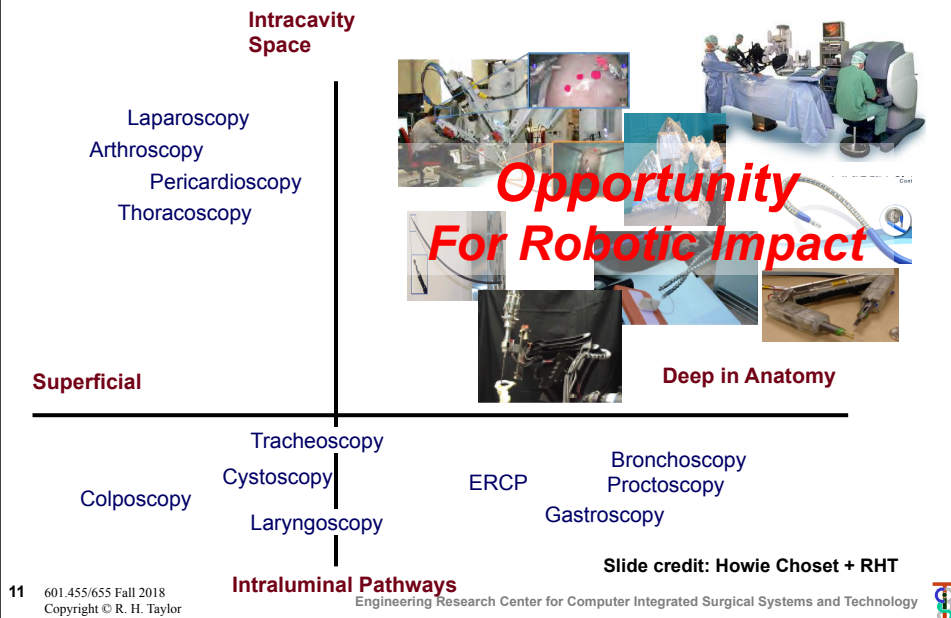 Intracavity
Space
Laparoscopy
Arthroscopy
Pericardioscopy
Thoracoscopy
Opportunity
For Robotic Impact
Superficial
Deep in Anatomy
Tracheoscopy
Cystoscopy
Colposcopy
Laryngoscopy
ERCP
Bronchoscopy
Proctoscopy
Gastroscopy
Slide credit: Howie Choset + RHT
Intraluminal Pathways
11
601.455/655 Fall 2018
Copyright © R. H. Taylor
Engineering Research Center for Computer Integrated Surgical Systems and Technology